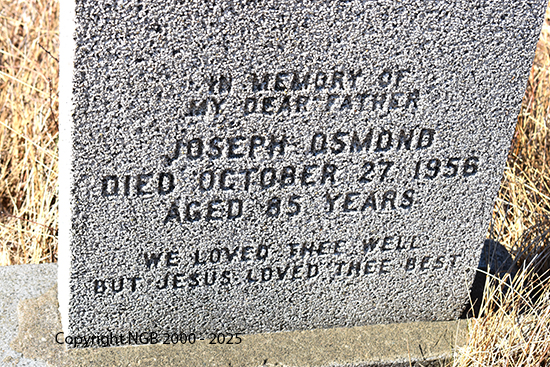 IN MEMORY OF
MY DEAR FATHER
JOSEPH OSMOND
DIED OCTOBER 27 1956
AGED 85 YEARS
WE LOVED THEE WELL
BUT JESUS LOVED THEE BEST
Copyright NGB 2000 - 2025